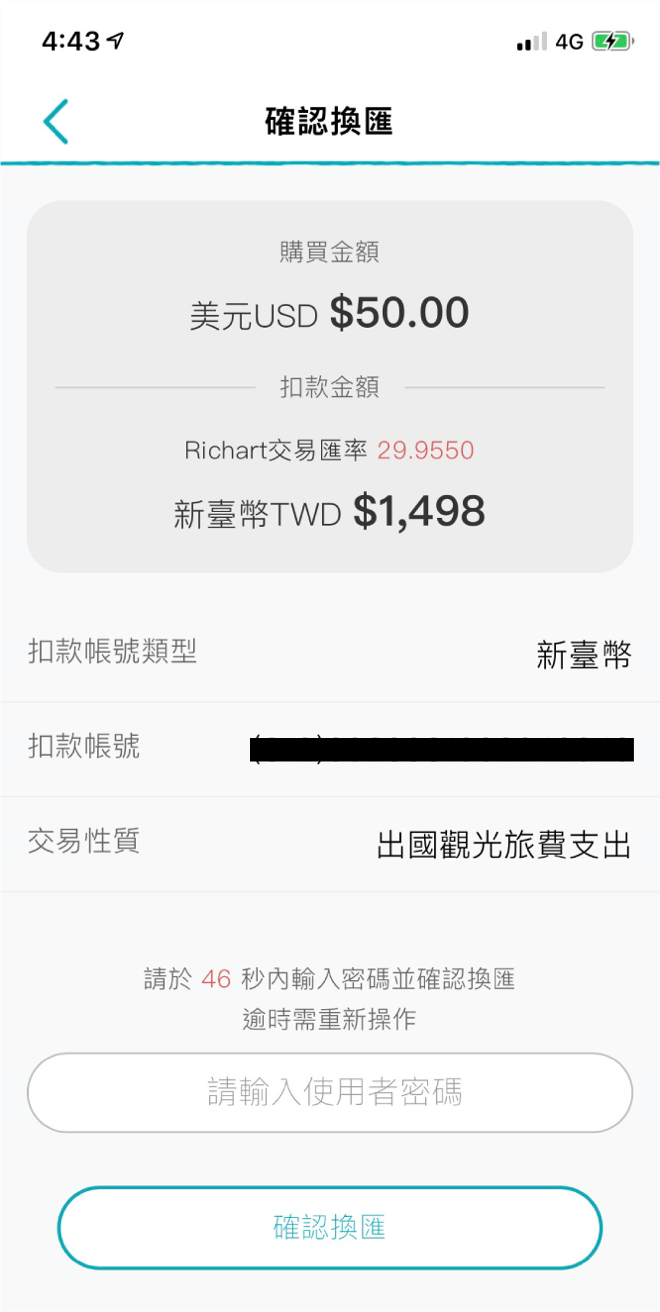 4:43
4G
確認換匯
購買金額
美元USD $50.00
扣款金額
Richart交易匯率 29.9550
新臺幣TWD $1,498
扣款帳號類型
新臺幣
扣款帳號
交易性質
出國觀光旅費支出
請於 46 秒內輸入密碼並確認換匯
逾時需重新操作
請輸入使用者密碼
確認換匯